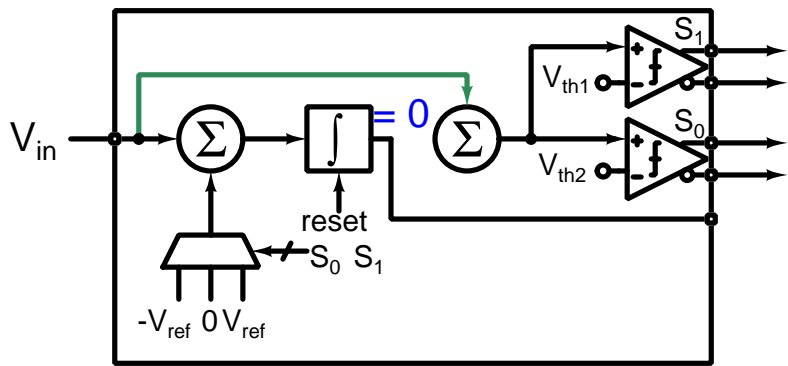 S1
Vth1
= 0
Vin
Σ
∫
Σ
+
-
S0
+
-
Vth2
reset
S0 S1
-Vref 0 Vref